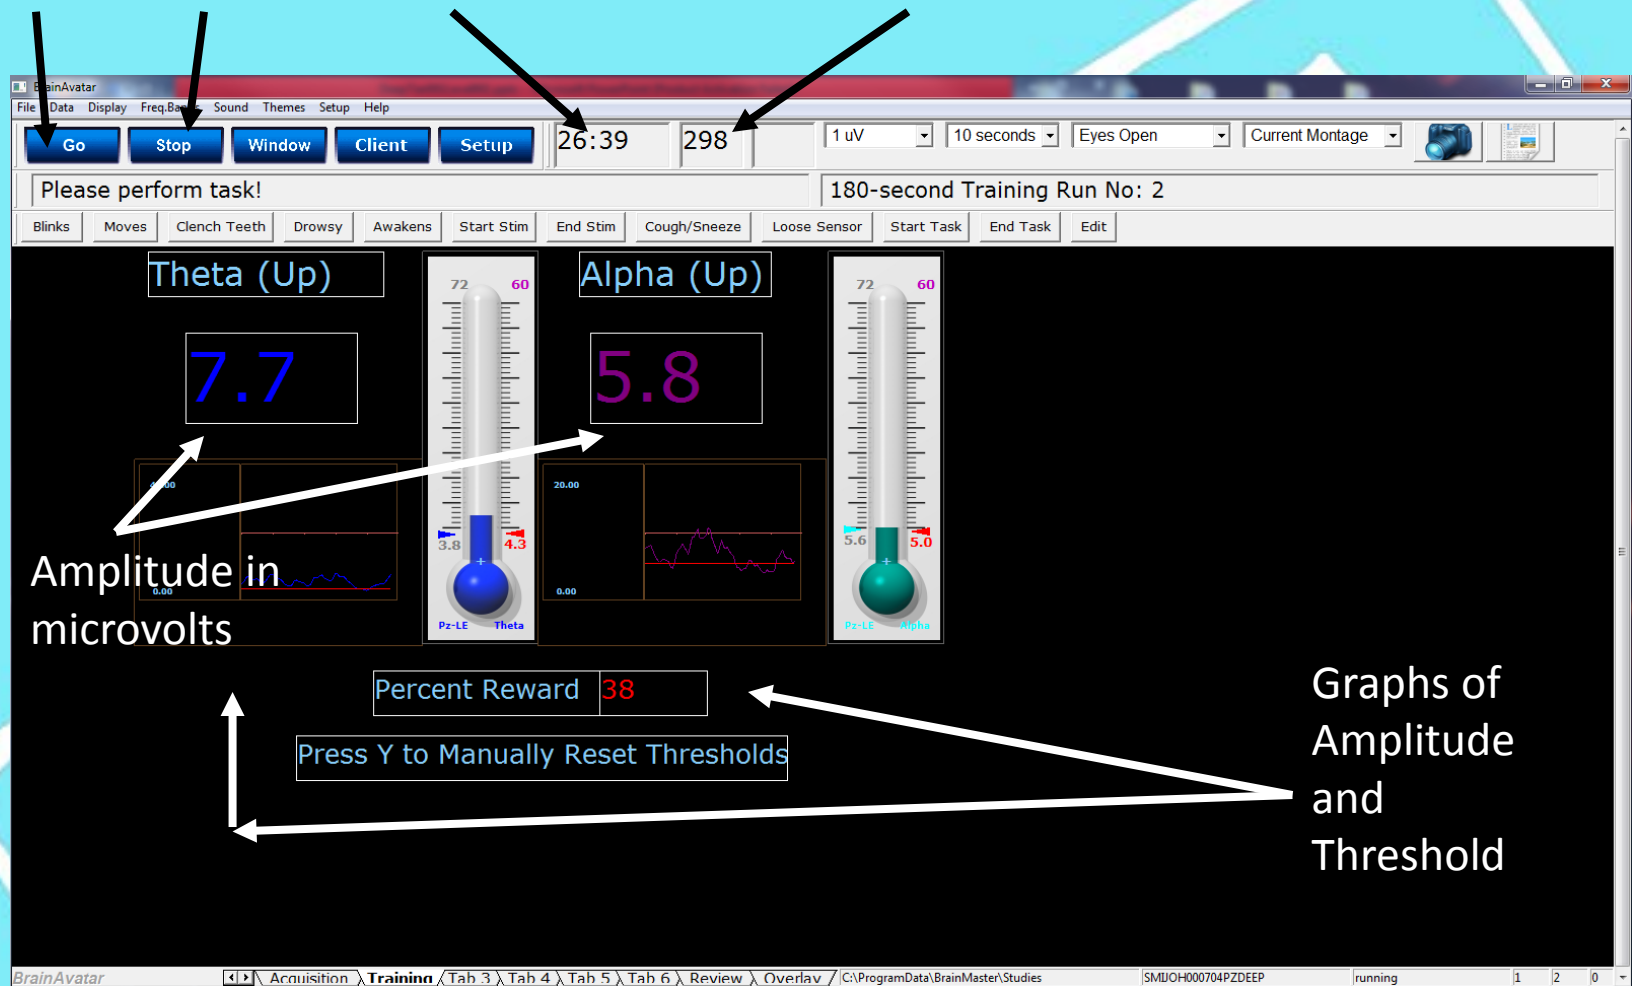 BrainAvatar
File Data Display Freq.Bands Sound Themes Setup Help
Go Stop Window Client Setup 26:39 298 1 uV 10 seconds Eyes Open Current Montage
Please perform task! 180-second Training Run No: 2
Blinks Moves Clench Teeth Drowsy Awakens Start Stim End Stim Cough/Sneeze Loose Sensor Start Task End Task Edit
Theta (Up) Alpha (Up)
72 60 72 60
7.7 5.8
20.00
3.8 4.3 5.6 5.0
0.00 0.00
Pz-LE Theta Pz-LE Alpha
Amplitude in
microvolts
Percent Reward 38
Press Y to Manually Reset Thresholds
Graphs of
Amplitude
and
Threshold
BrainAvatar Acquisition Training Tab 3 Tab 4 Tab 5 Tab 6 Review Overlay C:\ProgramData\BrainMaster\Studies SMIJOH000704PZDEEP running 1 2 0